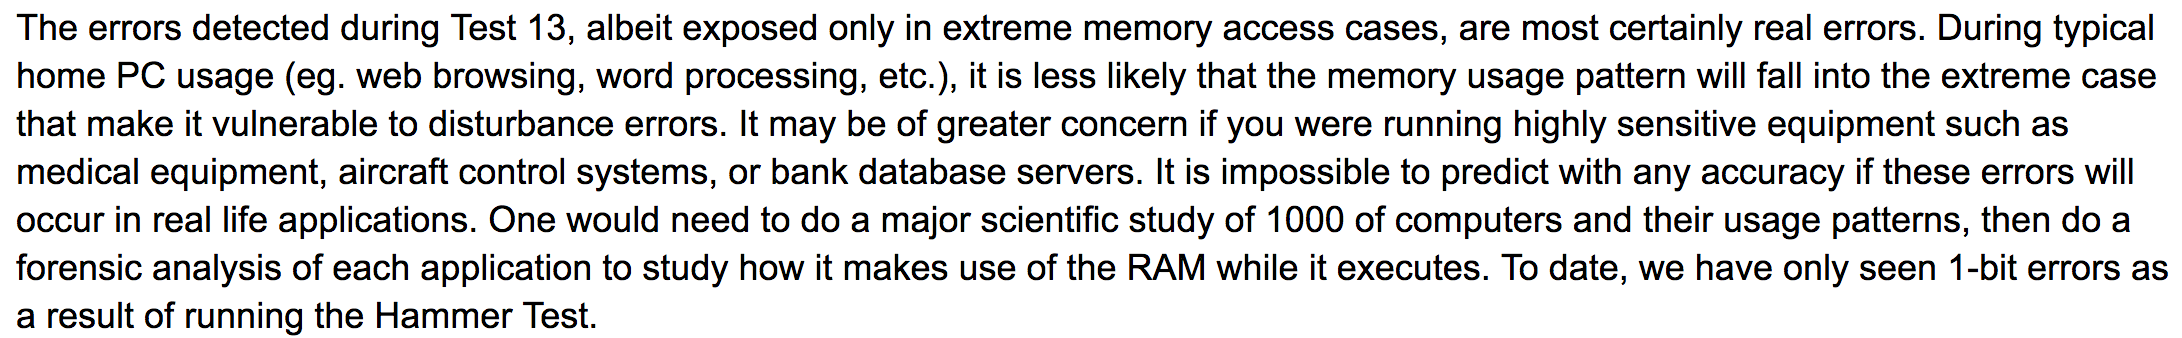 The errors detected during Test 13, albeit exposed only in extreme memory access cases, are most certainly real errors. During typical
home PC usage (eg. web browsing, word processing, etc.), it is less likely that the memory usage pattern will fall into the extreme case
that make it vulnerable to disturbance errors. It may be of greater concern if you were running highly sensitive equipment such as
medical equipment, aircraft control systems, or bank database servers. It is impossible to predict with any accuracy if these errors will
occur in real life applications. One would need to do a major scientific study of 1000 of computers and their usage patterns, then do a
forensic analysis of each application to study how it makes use of the RAM while it executes. To date, we have only seen 1-bit errors as
a result of running the Hammer Test.